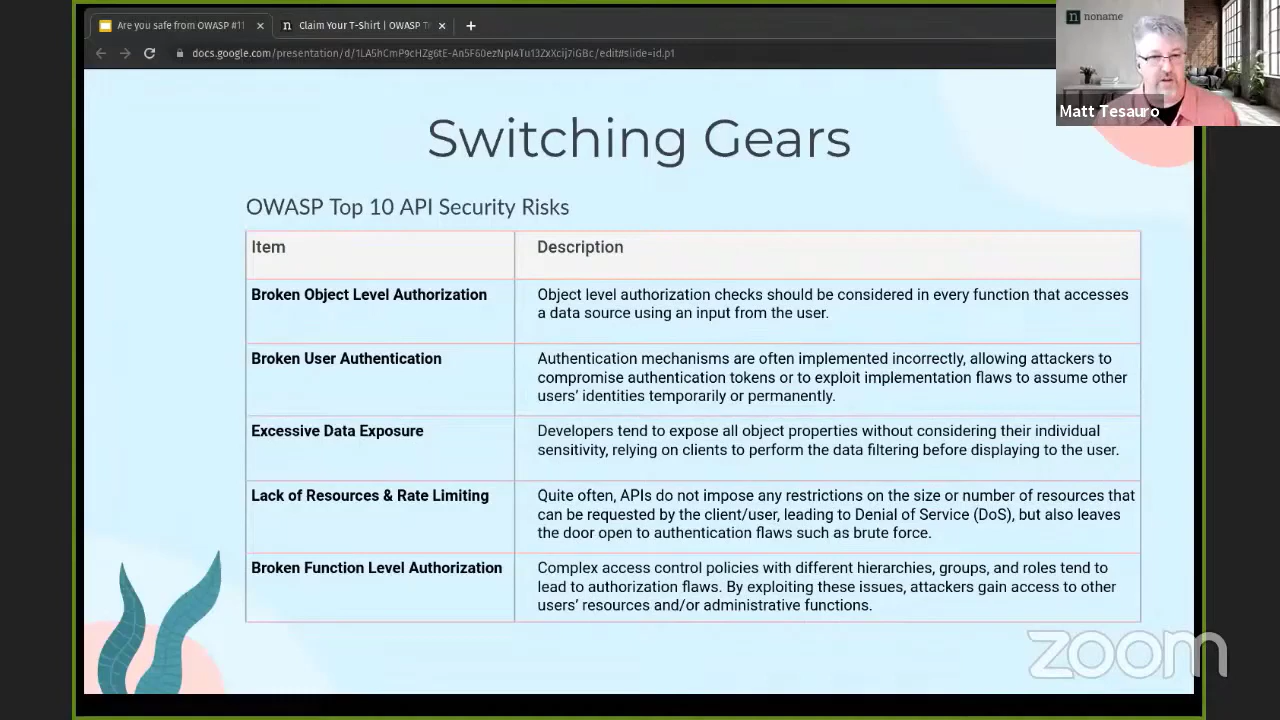 Are you safe from OWASP #1
Claim Your T-Shirt | OWASP T
docs.google.com/presentation/d/1LA5hCmP9cHZg6tE-An5F60ezNpI4Tu13ZxXcij7iGBc/edit#slide=id.p1
n noname
Matt Tesauro
Switching Gears
OWASP Top 10 API Security Risks
Item
Description
Broken Object Level Authorization
Object level authorization checks should be considered in every function that accesses
a data source using an input from the user.
Broken User Authentication
Authentication mechanisms are often implemented incorrectly, allowing attackers to
compromise authentication tokens or to exploit implementation flaws to assume other
users’ identities temporarily or permanently.
Excessive Data Exposure
Developers tend to expose all object properties without considering their individual
sensitivity, relying on clients to perform the data filtering before displaying to the user.
Lack of Resources & Rate Limiting
Quite often, APIs do not impose any restrictions on the size or number of resources that
can be requested by the client/user, leading to Denial of Service (DoS), but also leaves
the door open to authentication flaws such as brute force.
Broken Function Level Authorization
Complex access control policies with different hierarchies, groups, and roles tend to
lead to authorization flaws. By exploiting these issues, attackers gain access to other
users’ resources and/or administrative functions.
zoom